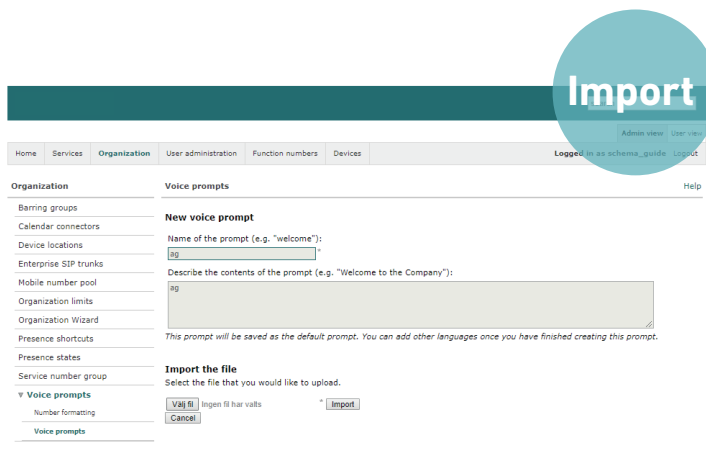 Import
Admin view User view
Home Services Organization User administration Function numbers Devices Logged in as schema_guide Logout
Organization
Voice prompts
Help
Barring groups
Calendar connectors
Device locations
Enterprise SIP trunks
Mobile number pool
Organization limits
Organization Wizard
Presence shortcuts
Presence states
Service number group
▼ Voice prompts
Number formatting
Voice prompts
New voice prompt
Name of the prompt (e.g. "welcome"):
ag *
Describe the contents of the prompt (e.g. "Welcome to the Company"):
ag
This prompt will be saved as the default prompt. You can add other languages once you have finished creating this prompt.
Import the file
Select the file that you would like to upload.
Välj fil Ingen fil har valts * Import
Cancel